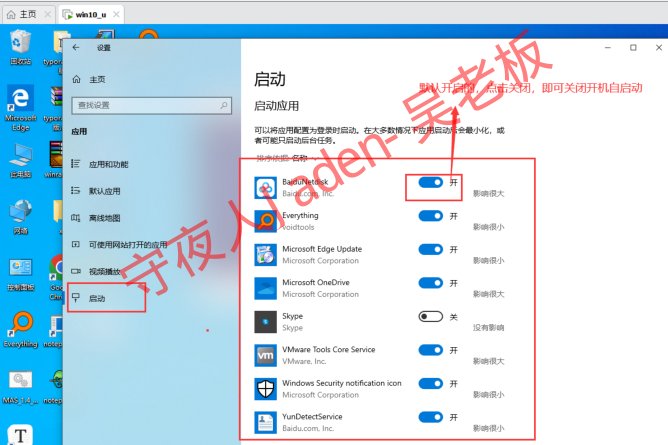 主页
win10_u
回收站
Microsoft
Edge
此电脑
网络
控制面板
Everything
MAS_1.4_...
设置
主页
查找设置
应用
应用和功能
默认应用
离线地图
可使用网站打开的应用
视频播放
启动
启动
启动应用
默认开启的，点击关闭，即可关闭开机自启动
可以将应用配置为登录时启动。在大多数情况下应用启动后会最小化，或
者可能只启动后台任务。
排序依据: 名称
BaiduNetdisk
Baidu.com, Inc.
开
影响很大
Everything
voidtools
开
影响很小
Microsoft Edge Update
Microsoft Corporation
开
影响很小
Microsoft OneDrive
Microsoft Corporation
开
影响很大
Skype
Skype
关
没有影响
VMware Tools Core Service
VMware, Inc.
开
影响很大
Windows Security notification icon
Microsoft Corporation
开
影响很小
YunDetectService
Baidu.com, Inc.
开
影响很小
守夜人| aden- 吴老板